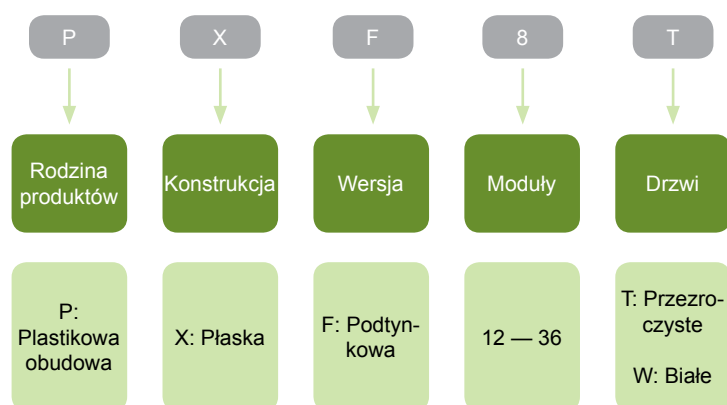 P
X
F
8
T
Rodzina
produktów
Konstrukcja
Wersja
Moduły
Drzwi
P:
Plastikowa
obudowa
X: Płaska
F: Podtyn-
kowa
12 — 36
T: Przezro-
czyste
W: Białe